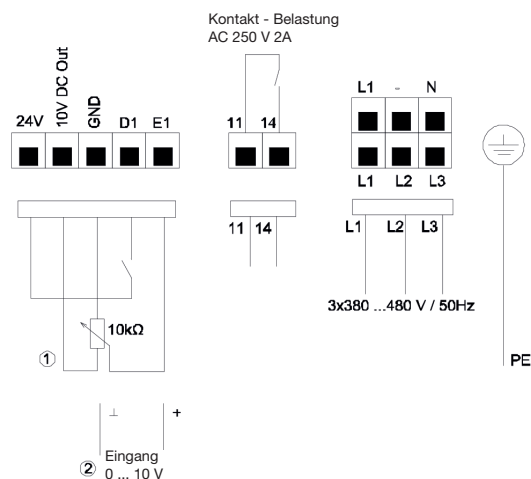 Kontakt - Belastung
AC 250 V 2A
24V
10V DC Out
GND
D1
E1
11 14
L1 - N
L1 L2 L3
11 14
L1 L2 L3
3x380 ...480 V / 50Hz
PE
10kΩ
①
⊥ +
② Eingang
0 ... 10 V